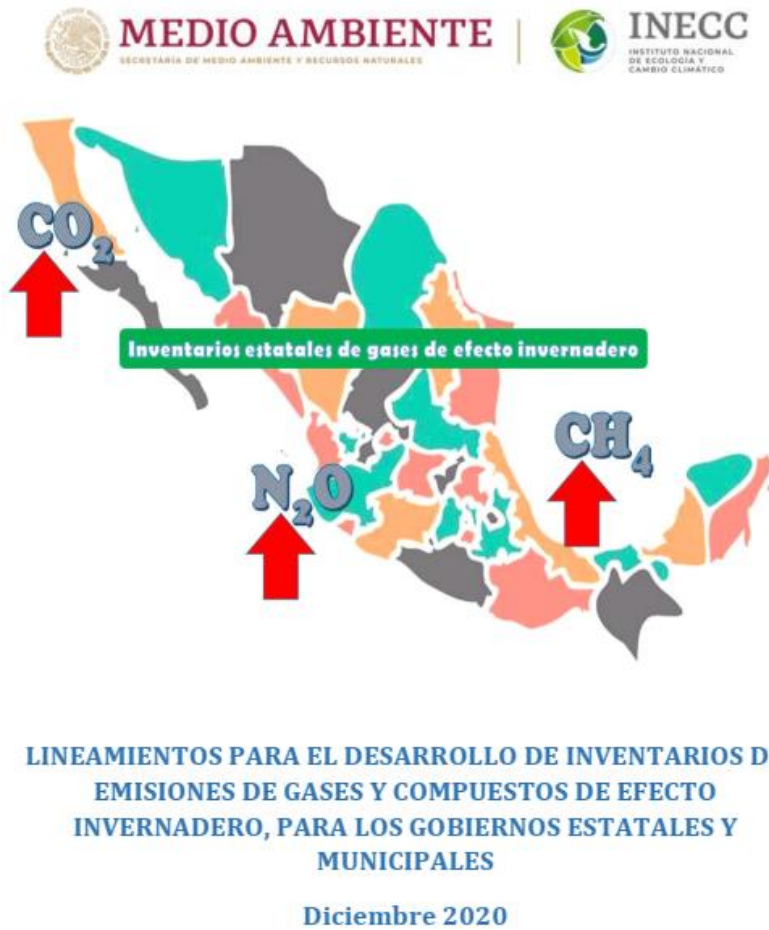 MEDIO AMBIENTE
SECRETARÍA DE MEDIO AMBIENTE Y RECURSOS NATURALES
INECC
INSTITUTO NACIONAL
DE ECOLOGÍA Y
CAMBIO CLIMÁTICO
CO₂
Inventarios estatales de gases de efecto invernadero
CH₄
N₂O
LINEAMIENTOS PARA EL DESARROLLO DE INVENTARIOS D
EMISIONES DE GASES Y COMPUESTOS DE EFECTO
INVERNADERO, PARA LOS GOBIERNOS ESTATALES Y
MUNICIPALES
Diciembre 2020